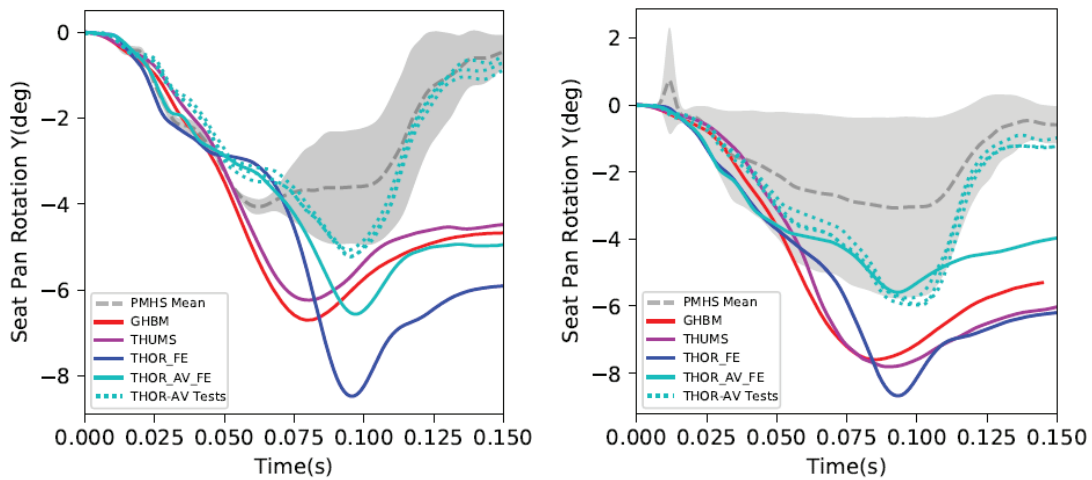 0
−2
−4
−6
−8
Seat Pan Rotation Y(deg)
PMHS Mean
GHBM
THUMS
THOR_FE
THOR_AV_FE
THOR-AV Tests
0.000 0.025 0.050 0.075 0.100 0.125 0.150
Time(s)
2
0
−2
−4
−6
−8
Seat Pan Rotation Y(deg)
PMHS Mean
GHBM
THUMS
THOR_FE
THOR_AV_FE
THOR-AV Tests
0.000 0.025 0.050 0.075 0.100 0.125 0.150
Time(s)